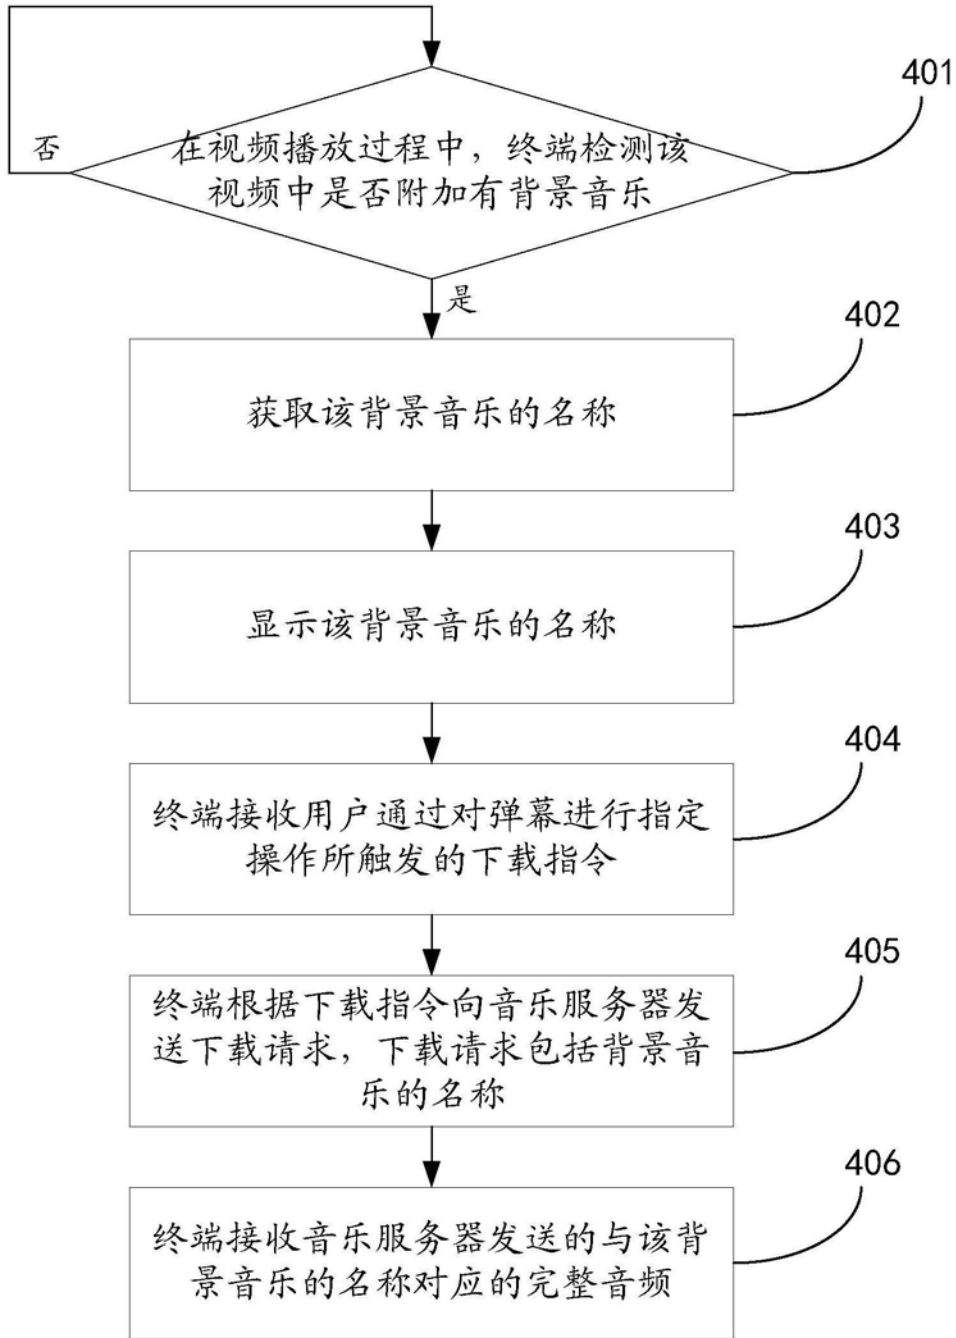 401
否
在视频播放过程中，终端检测该
视频中是否附加有背景音乐
是
402
获取该背景音乐的名称
403
显示该背景音乐的名称
404
终端接收用户通过对弹幕进行指定
操作所触发的下载指令
405
终端根据下载指令向音乐服务器发
送下载请求，下载请求包括背景音
乐的名称
406
终端接收音乐服务器发送的与该背
景音乐的名称对应的完整音频